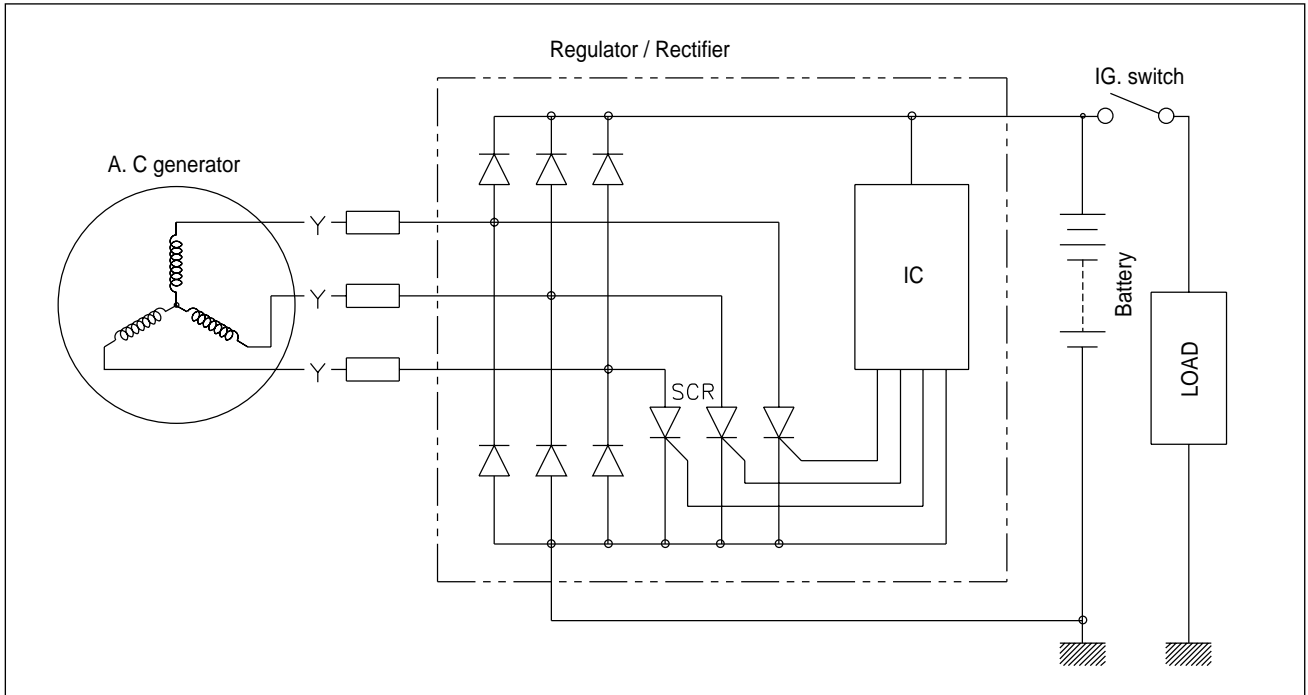 Regulator / Rectifier
IG. switch
A. C generator
Y
Y
Y
IC
SCR
Battery
LOAD